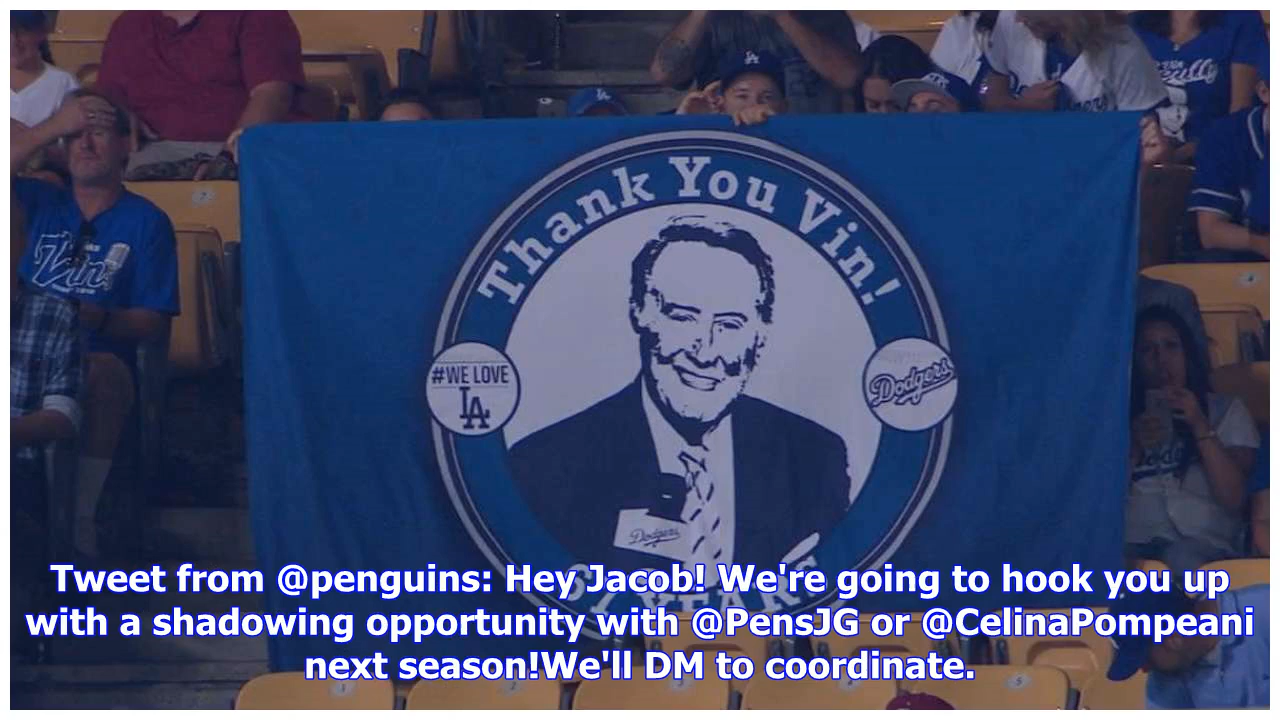 Thank You Vin!
#WE LOVE
LA
Dodgers
Dodgers
Vin
Tweet from @penguins: Hey Jacob! We're going to hook you up
with a shadowing opportunity with @PensJG or @CelinaPompeani
next season!We'll DM to coordinate.